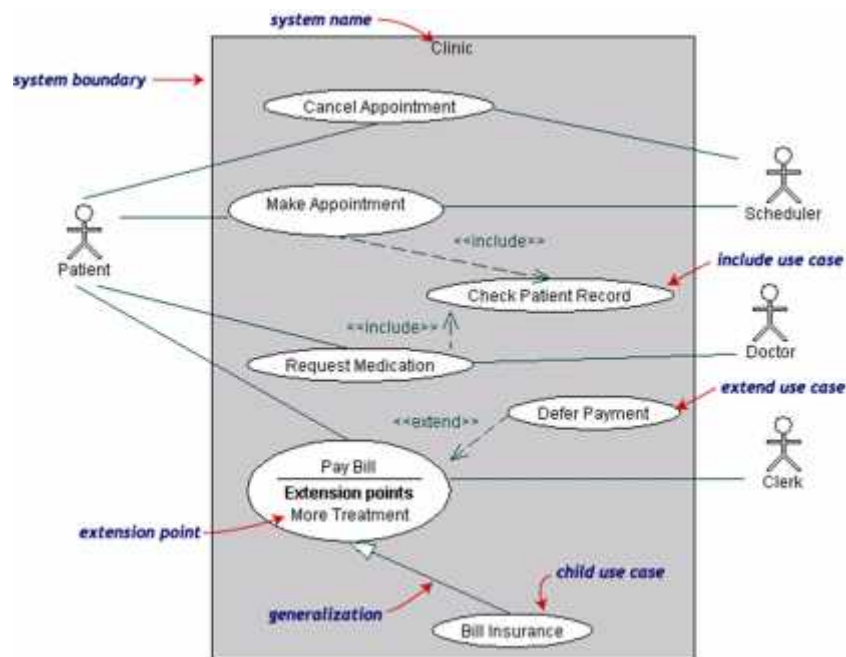 system name
Clinic
system boundary
Cancel Appointment
Make Appointment
Scheduler
<<include>>
Patient
include use case
Check Patient Record
<<include>>
Doctor
Request Medication
extend use case
Defer Payment
<<extend>>
Pay Bill
Extension points
Clerk
More Treatment
extension point
child use case
generalization
Bill Insurance